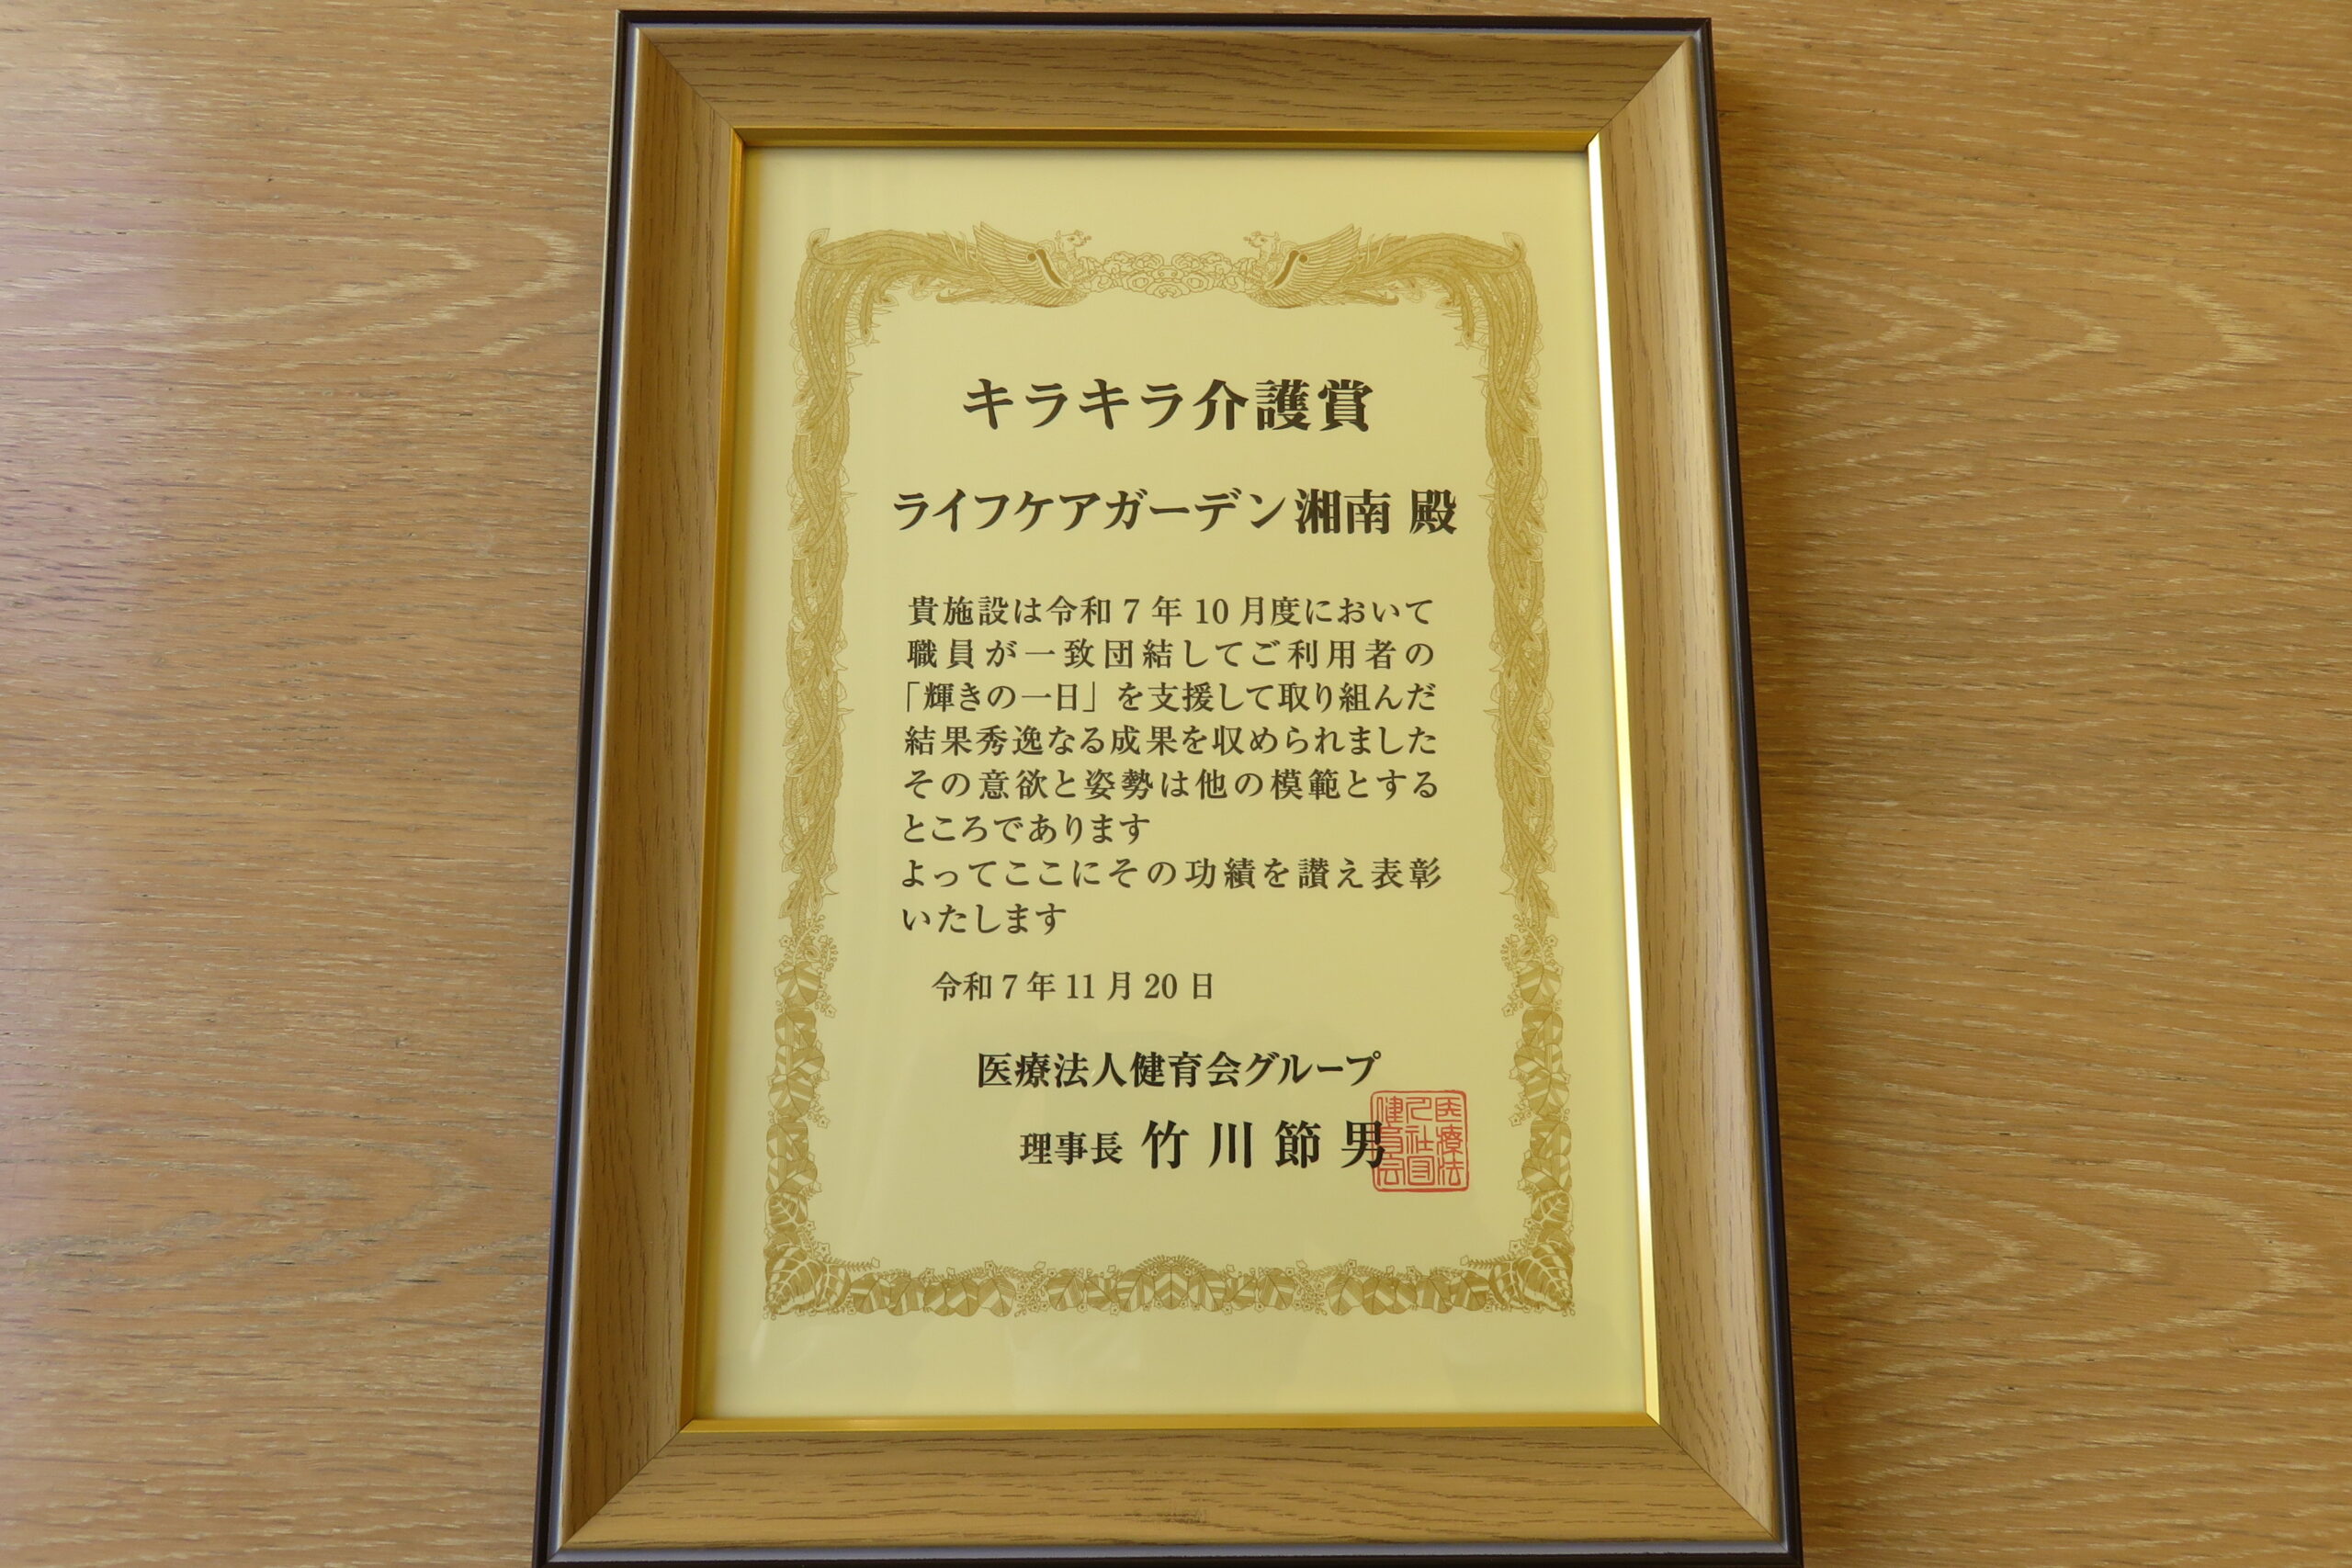 キラキラ介護賞
ライフケアガーデン湘南 殿
貴施設は令和7年10月度において
職員が一致団結してご利用者の
「輝きの一日」を支援して取り組んだ
結果秀逸なる成果を収められました
その意欲と姿勢は他の模範とする
ところであります
よってここにその功績を讃え表彰
いたします
令和7年11月20日
医療法人健育会グループ
理事長 竹川節男